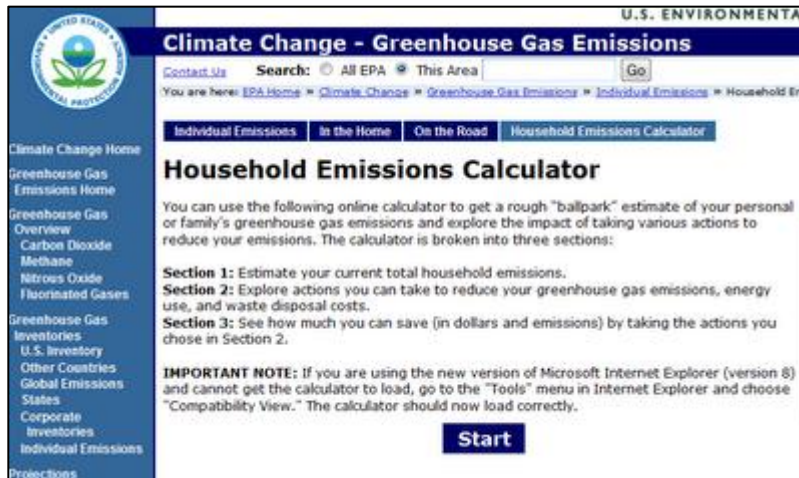 U.S. ENVIRONMENTA
UNITED STATES
PROTECTION
Climate Change - Greenhouse Gas Emissions
Contact Us Search: All EPA This Area Go
You are here: EPA Home » Climate Change » Greenhouse Gas Emissions » Individual Emissions » Household Em
Individual Emissions In the Home On the Road Household Emissions Calculator
Climate Change Home
Greenhouse Gas
Emissions Home
Greenhouse Gas
Overview
Carbon Dioxide
Methane
Nitrous Oxide
Fluorinated Gases
Greenhouse Gas
Inventories
U.S. Inventory
Other Countries
Global Emissions
States
Corporate
Inventories
Individual Emissions
Projections
Household Emissions Calculator
You can use the following online calculator to get a rough "ballpark" estimate of your personal
or family's greenhouse gas emissions and explore the impact of taking various actions to
reduce your emissions. The calculator is broken into three sections:
Section 1: Estimate your current total household emissions.
Section 2: Explore actions you can take to reduce your greenhouse gas emissions, energy
use, and waste disposal costs.
Section 3: See how much you can save (in dollars and emissions) by taking the actions you
chose in Section 2.
IMPORTANT NOTE: If you are using the new version of Microsoft Internet Explorer (version 8)
and cannot get the calculator to load, go to the "Tools" menu in Internet Explorer and choose
"Compatibility View." The calculator should now load correctly.
Start